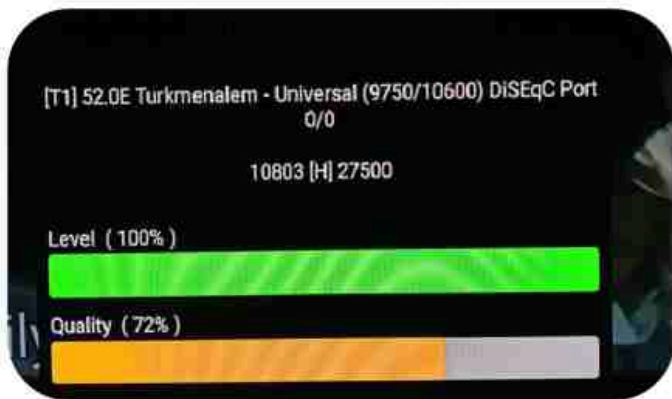 [T1] 52.0E Turkmenalem - Universal (9750/10600) DiSEqC Port
0/0
10803 [H] 27500
Level ( 100% )
Quality ( 72% )